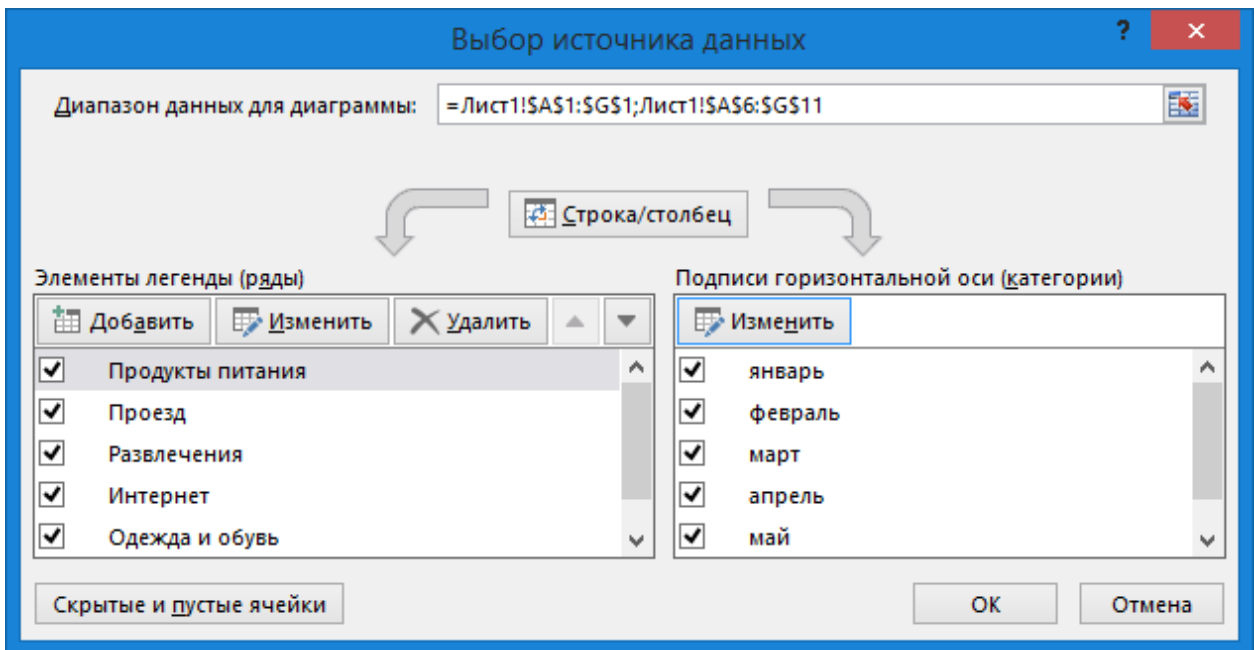 Выбор источника данных
?
Диапазон данных для диаграммы: =Лист1!$A$1:$G$1;Лист1!$A$6:$G$11
Строка/столбец
Элементы легенды (ряды)
Добавить Изменить Удалить
Продукты питания
Проезд
Развлечения
Интернет
Одежда и обувь
Подписи горизонтальной оси (категории)
Изменить
январь
февраль
март
апрель
май
Скрытые и пустые ячейки
ОК Отмена